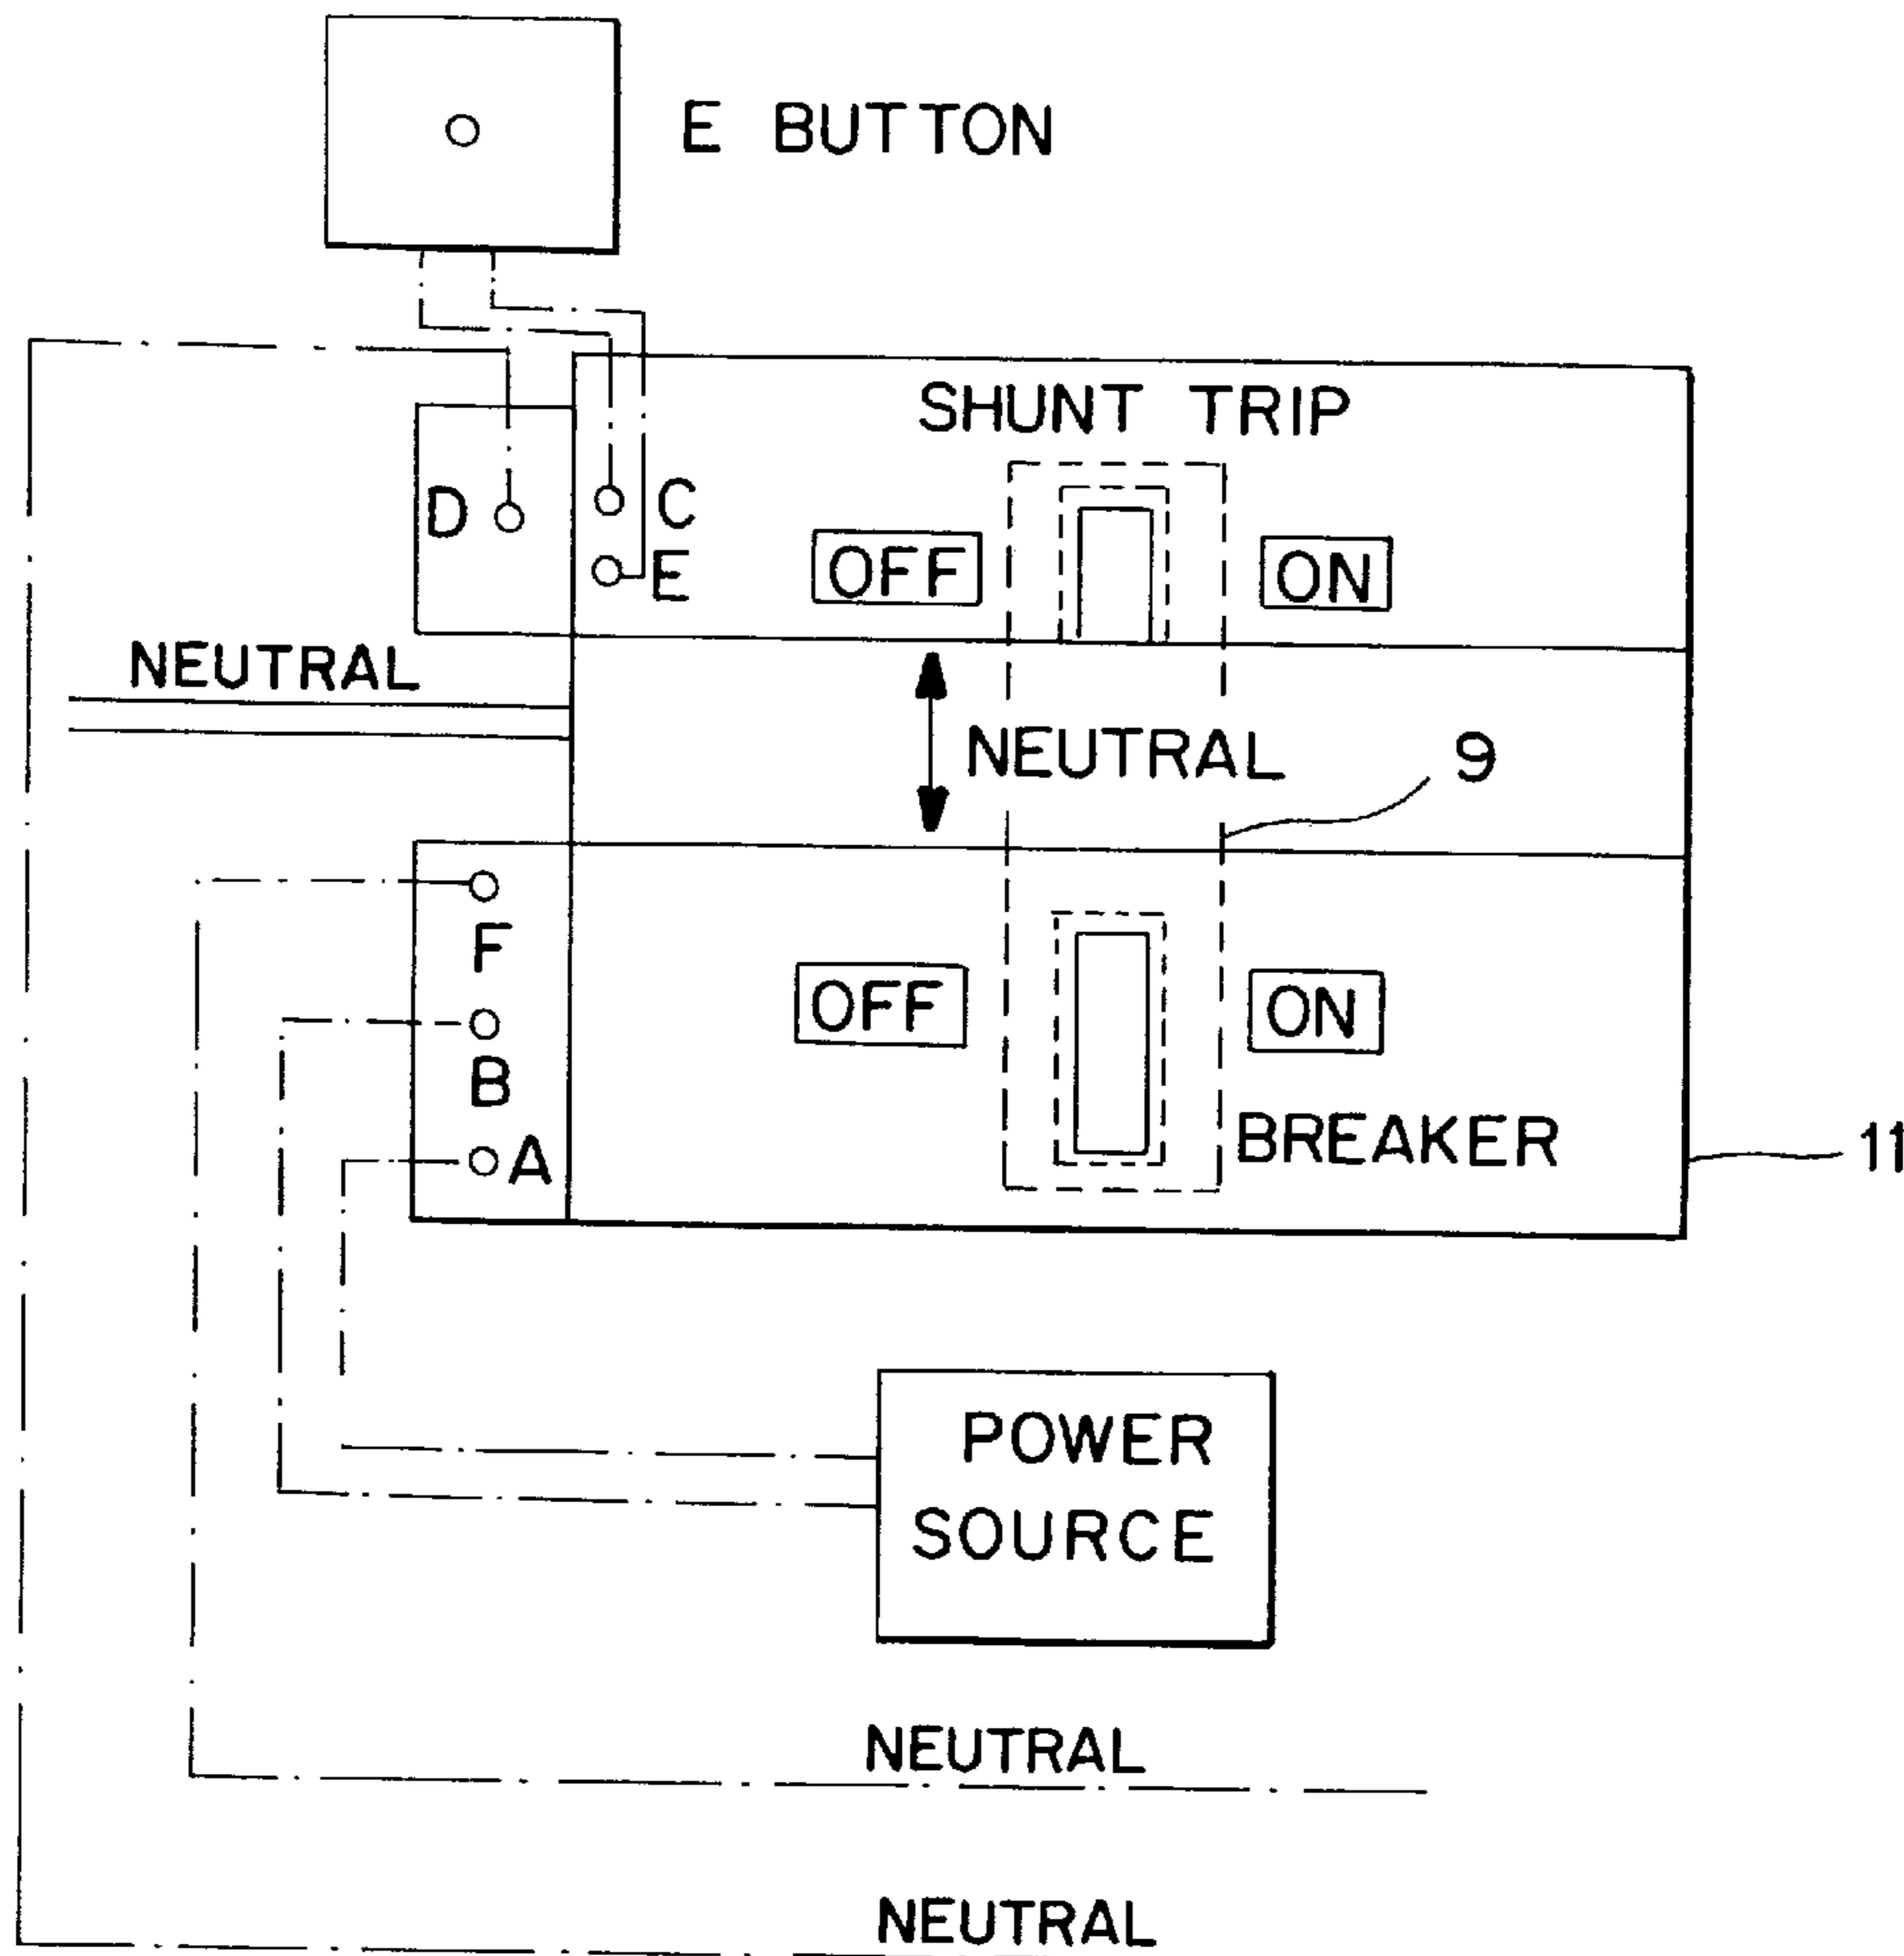 E BUTTON
SHUNT TRIP
D
C
E
OFF
ON
NEUTRAL
NEUTRAL
9
F
OFF
ON
B
BREAKER
A
11
POWER
SOURCE
NEUTRAL
NEUTRAL